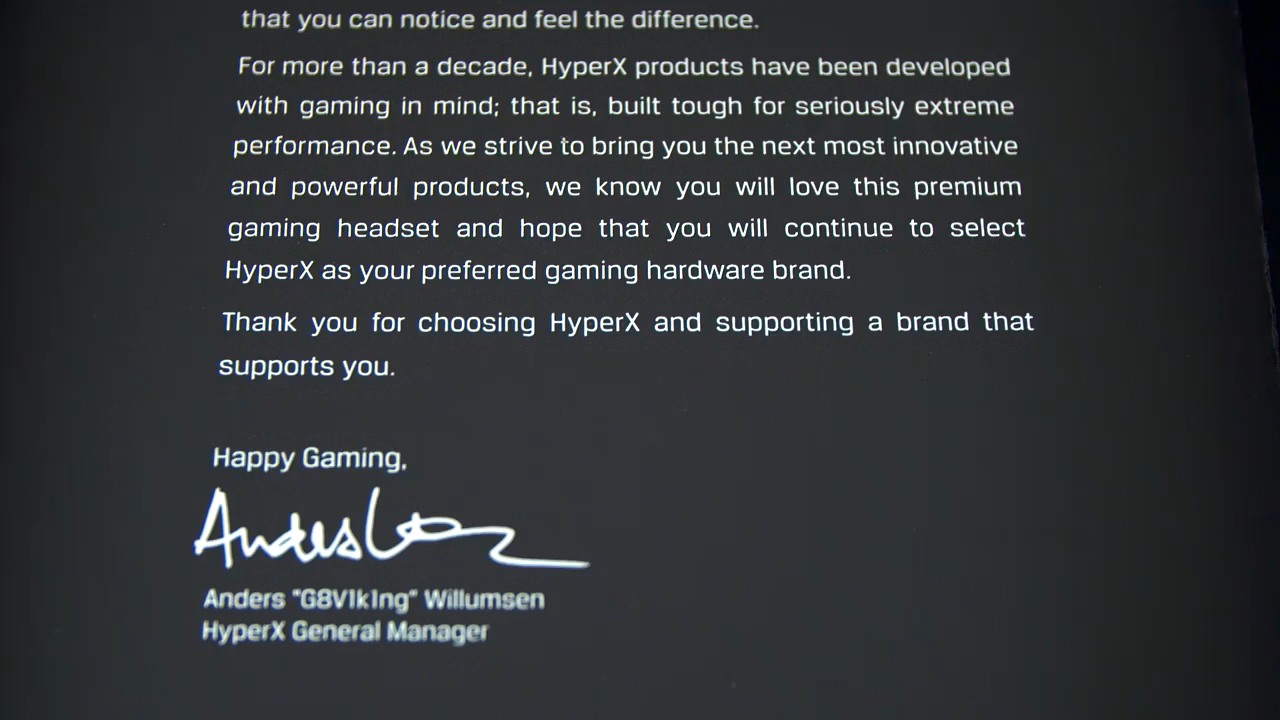 that you can notice and feel the difference.
For more than a decade, HyperX products have been developed
with gaming in mind; that is, built tough for seriously extreme
performance. As we strive to bring you the next most innovative
and powerful products, we know you will love this premium
gaming headset and hope that you will continue to select
HyperX as your preferred gaming hardware brand.
Thank you for choosing HyperX and supporting a brand that
supports you.
Happy Gaming,
Anders
Anders "G8V1k1ng" Willumsen
HyperX General Manager